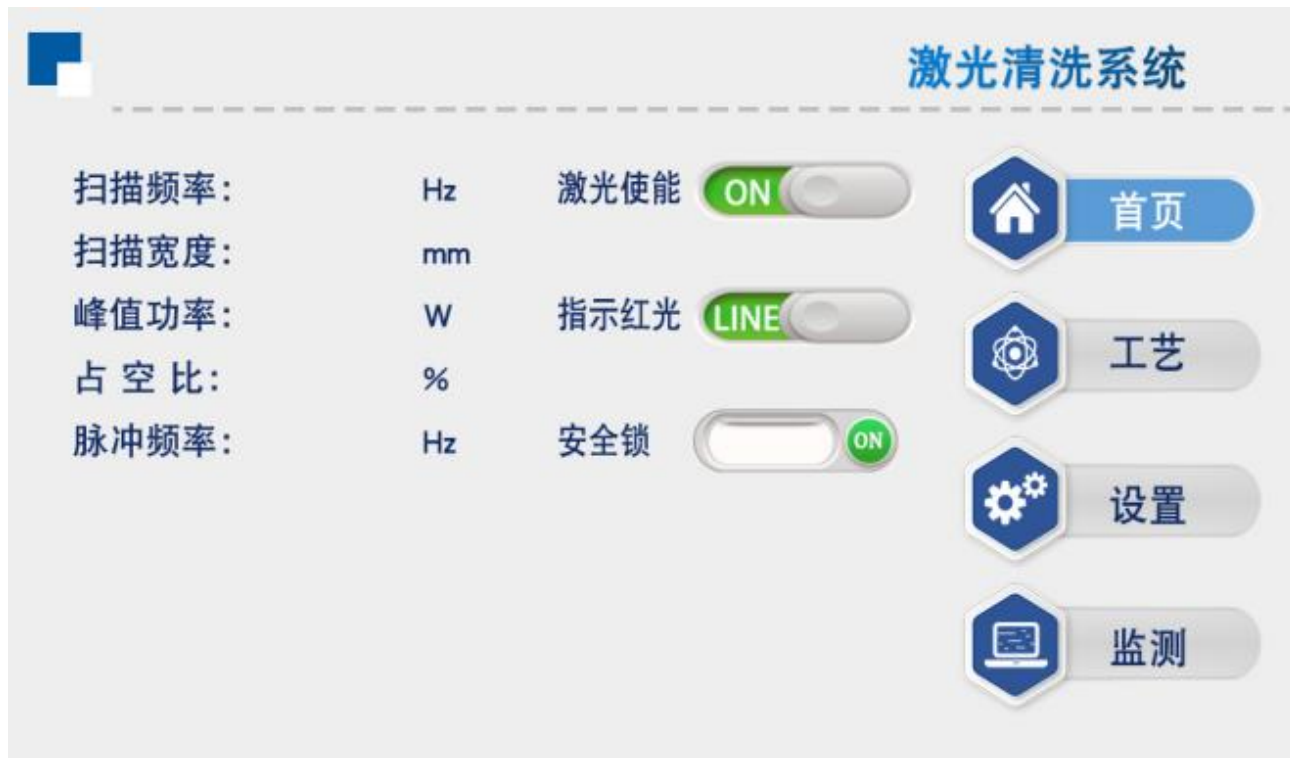 激光清洗系统
扫描频率： Hz 激光使能 ON
扫描宽度： mm
峰值功率： W 指示红光 LINE
占空比： %
脉冲频率： Hz 安全锁 ON
首页
工艺
设置
监测